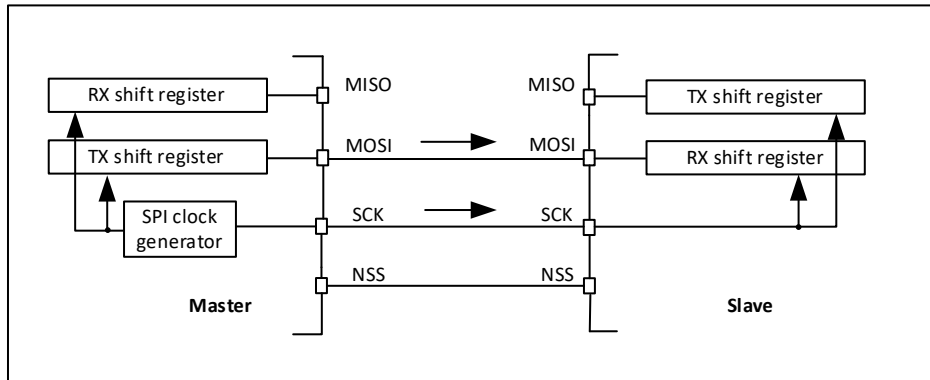 RX shift register
MISO
MISO
TX shift register
TX shift register
MOSI
MOSI
RX shift register
SPI clock
generator
SCK
SCK
NSS
NSS
Master
Slave